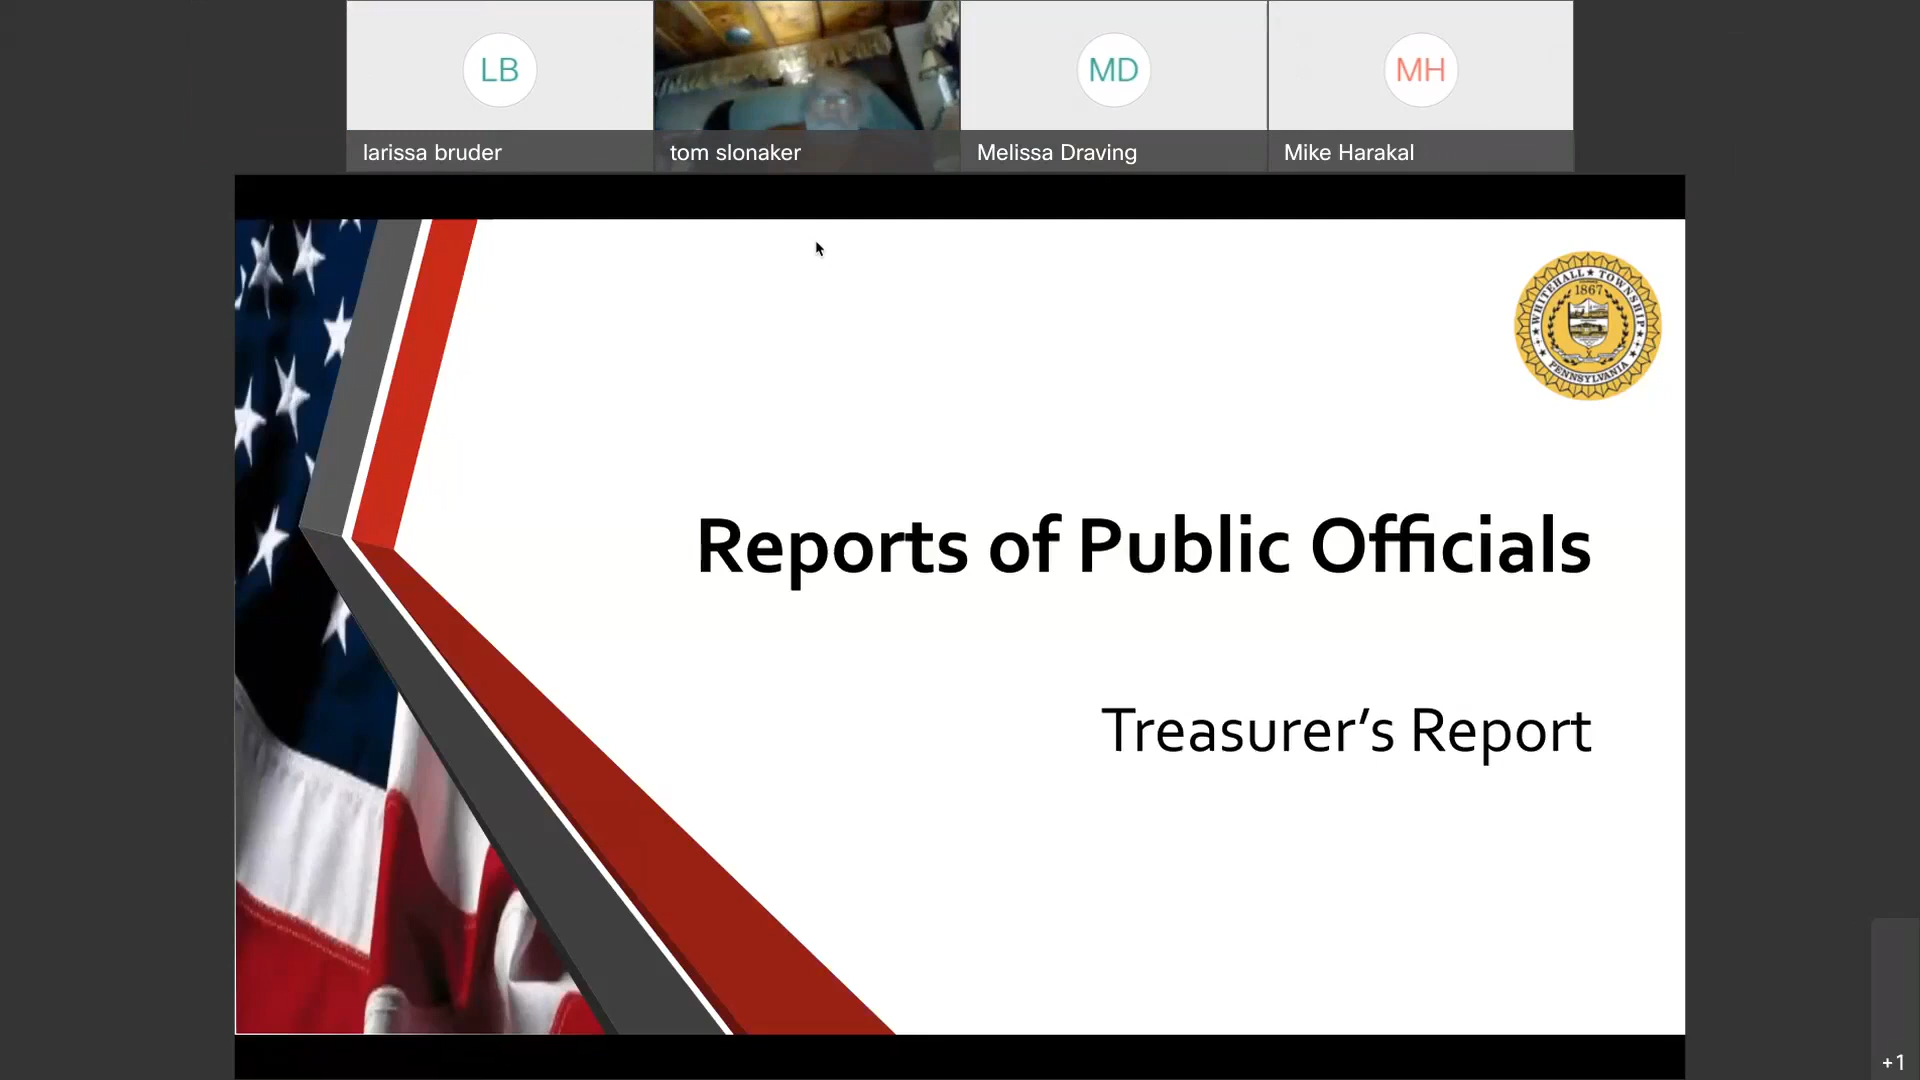 LB
MD
MH
larissa bruder
tom slonaker
Melissa Draving
Mike Harakal
WHITEHALL ★ TOWNSHIP
1867
PENNSYLVANIA
Reports of Public Officials
Treasurer’s Report
+1